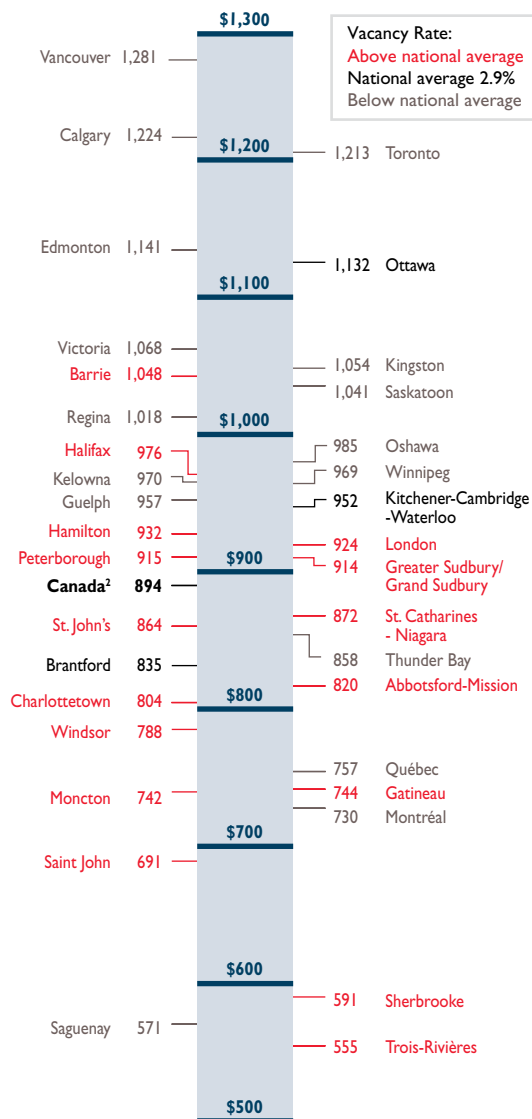 $1,300
Vacancy Rate:
Above national average
National average 2.9%
Below national average
Vancouver 1,281
Calgary 1,224
$1,200
1,213 Toronto
Edmonton 1,141
1,132 Ottawa
$1,100
Victoria 1,068
1,054 Kingston
Barrie 1,048
1,041 Saskatoon
Regina 1,018
$1,000
985 Oshawa
Halifax 976
Kelowna 970
969 Winnipeg
Guelph 957
952 Kitchener-Cambridge
-Waterloo
Hamilton 932
924 London
Peterborough 915
$900
914 Greater Sudbury/
Grand Sudbury
Canada² 894
872 St. Catharines
- Niagara
St. John's 864
858 Thunder Bay
Brantford 835
820 Abbotsford-Mission
Charlottetown 804
$800
Windsor 788
757 Québec
744 Gatineau
Moncton 742
730 Montréal
$700
Saint John 691
$600
591 Sherbrooke
Saguenay 571
555 Trois-Rivières
$500